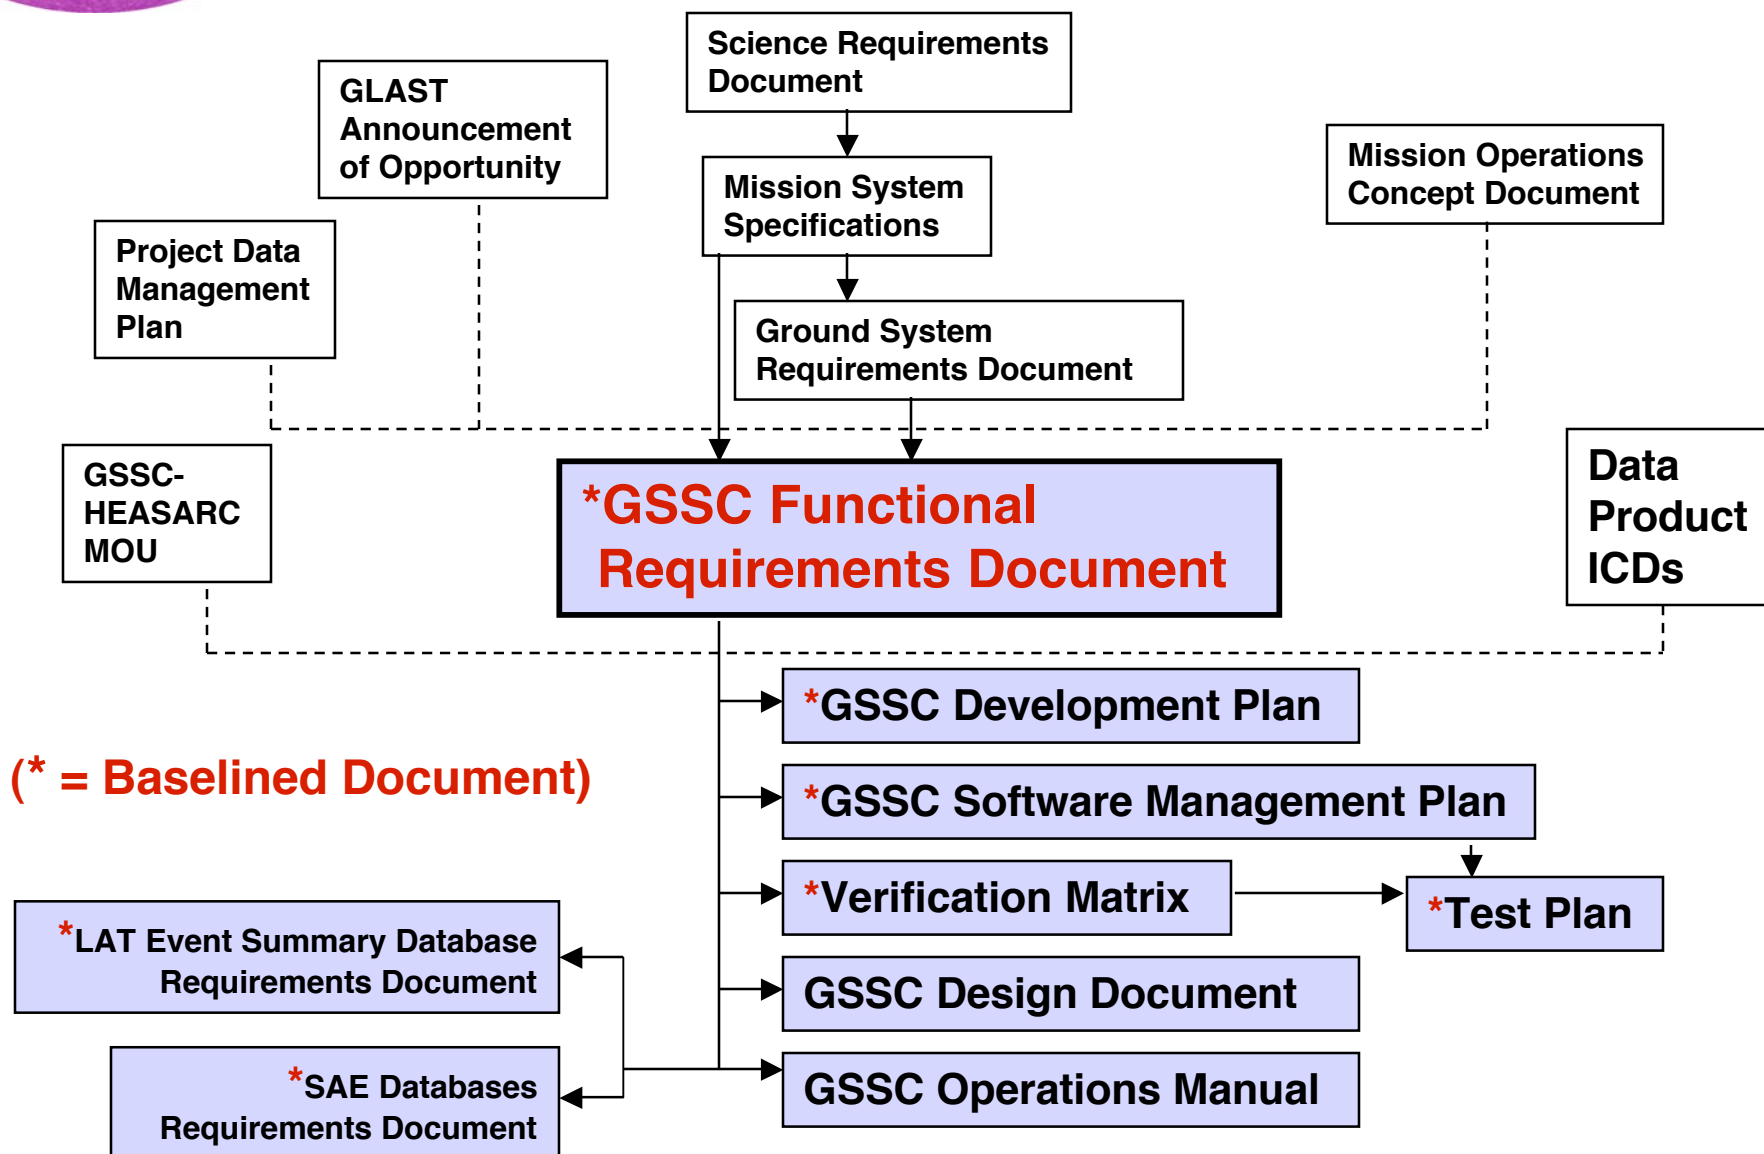 Science Requirements
Document
GLAST
Announcement
of Opportunity
Mission Operations
Concept Document
Mission System
Specifications
Project Data
Management
Plan
Ground System
Requirements Document
GSSC-
HEASARC
MOU
*GSSC Functional
Requirements Document
Data
Product
ICDs
*GSSC Development Plan
(* = Baselined Document)
*GSSC Software Management Plan
*Verification Matrix
*Test Plan
*LAT Event Summary Database
Requirements Document
GSSC Design Document
*SAE Databases
Requirements Document
GSSC Operations Manual